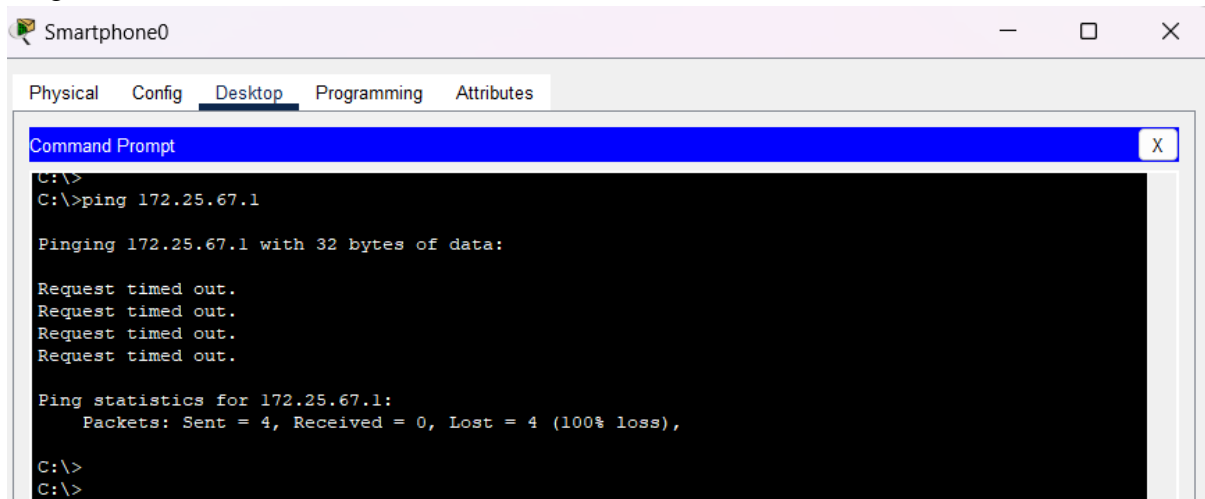 Smartphone0
Physical Config Desktop Programming Attributes
Command Prompt X
C:\>
C:\>ping 172.25.67.1
Pinging 172.25.67.1 with 32 bytes of data:
Request timed out.
Request timed out.
Request timed out.
Request timed out.
Ping statistics for 172.25.67.1:
Packets: Sent = 4, Received = 0, Lost = 4 (100% loss),
C:\>
C:\>